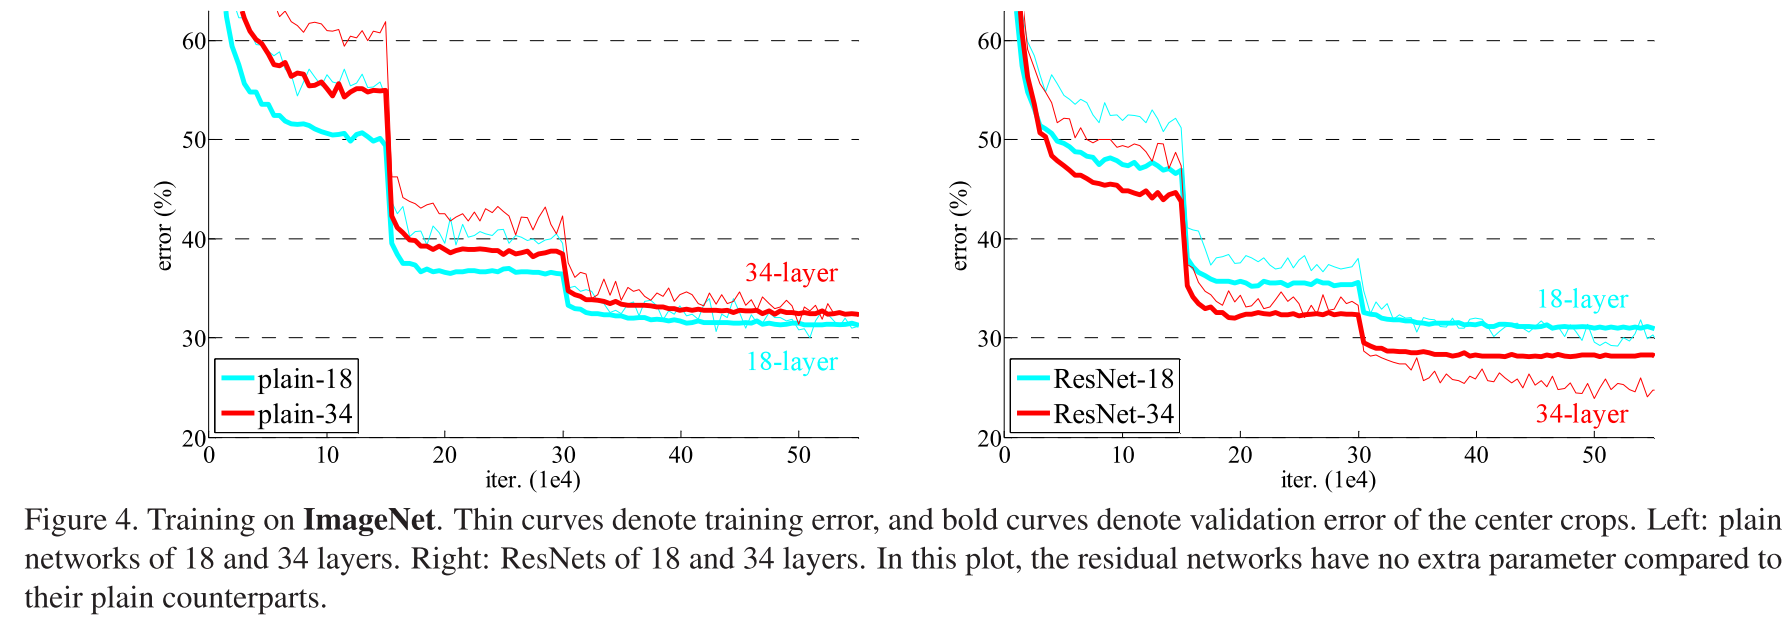 60
50
40
30
20
error (%)
34-layer
18-layer
plain-18
plain-34
0 10 20 30 40 50
iter. (1e4)
60
50
40
30
20
error (%)
18-layer
34-layer
ResNet-18
ResNet-34
0 10 20 30 40 50
iter. (1e4)
Figure 4. Training on ImageNet. Thin curves denote training error, and bold curves denote validation error of the center crops. Left: plain
networks of 18 and 34 layers. Right: ResNets of 18 and 34 layers. In this plot, the residual networks have no extra parameter compared to
their plain counterparts.